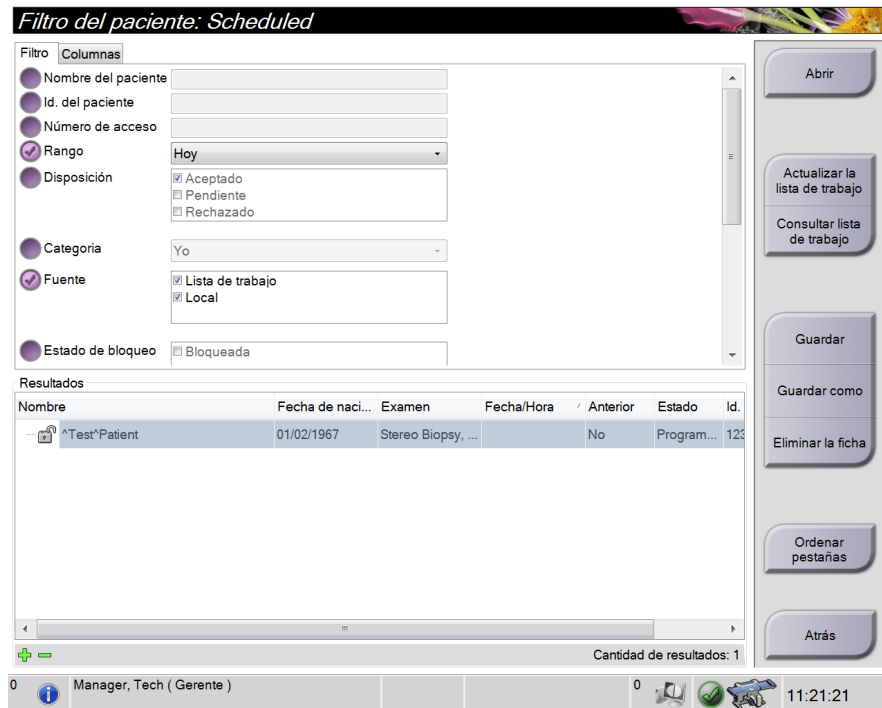 Filtro del paciente: Scheduled
Filtro Columnas
Nombre del paciente
Id. del paciente
Número de acceso
Rango Hoy
Disposición Aceptado
Pendiente
Rechazado
Categoria Yo
Fuente Lista de trabajo
Local
Estado de bloqueo Bloqueada
Abrir
Actualizar la
lista de trabajo
Consultar lista
de trabajo
Guardar
Guardar como
Eliminar la ficha
Ordenar
pestañas
Atrás
Resultados
Nombre Fecha de naci... Examen Fecha/Hora Anterior Estado Id.
^Test^Patient 01/02/1967 Stereo Biopsy, ... No Program... 123
Cantidad de resultados: 1
0 Manager, Tech ( Gerente ) 0 11:21:21